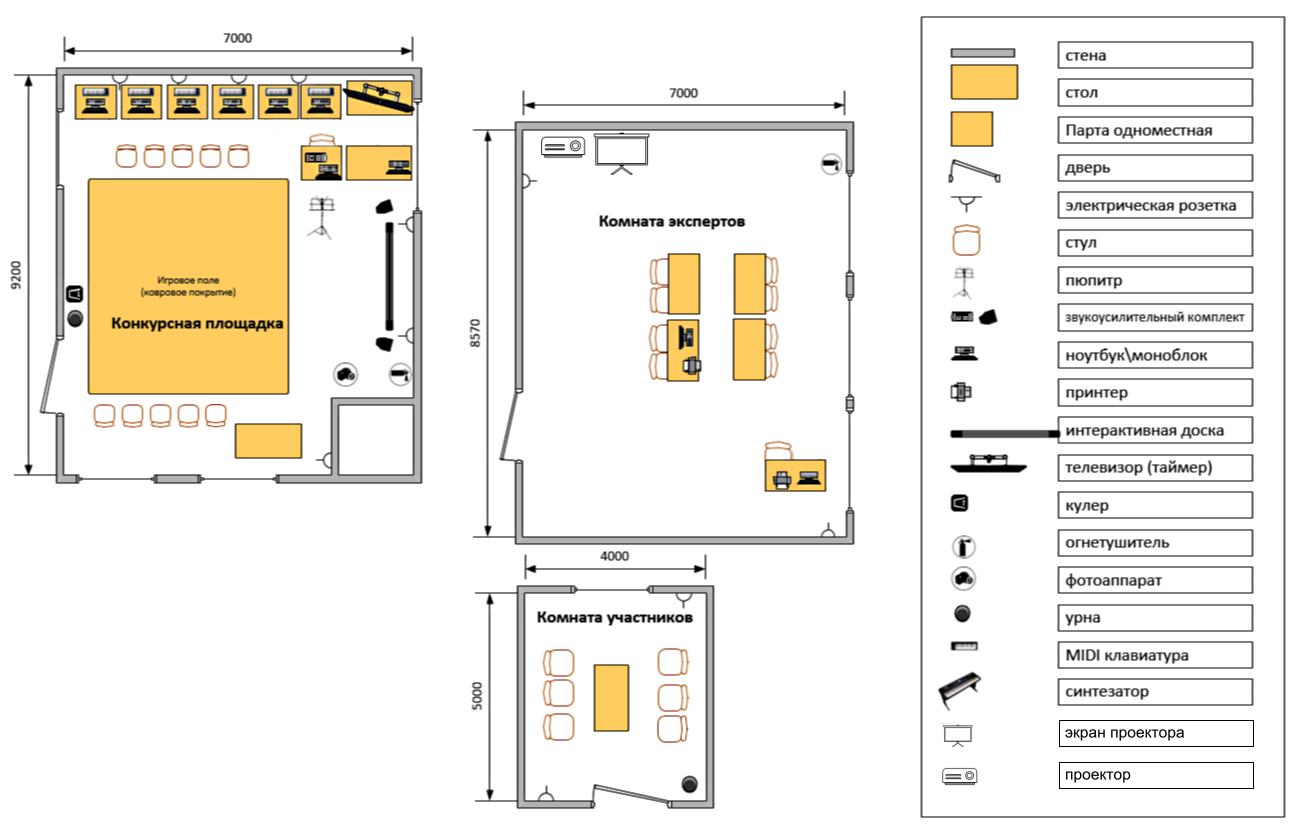 7000
9200
Игровое поле
(ковровое покрытие)
Конкурсная площадка
7000
8570
Комната экспертов
4000
5000
Комната участников
стена
стол
Парта одноместная
дверь
электрическая розетка
стул
пюпитр
звукоусилительный комплект
ноутбук\моноблок
принтер
интерактивная доска
телевизор (таймер)
кулер
огнетушитель
фотоаппарат
урна
MIDI клавиатура
синтезатор
экран проектора
проектор